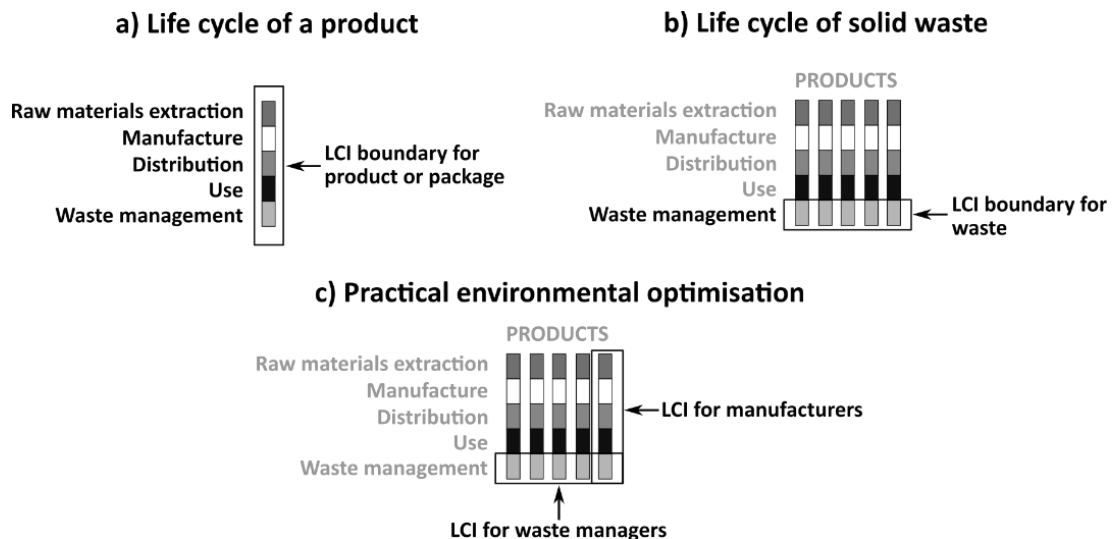 a) Life cycle of a product
Raw materials extraction
Manufacture
Distribution
Use
Waste management
LCI boundary for
product or package
b) Life cycle of solid waste
PRODUCTS
Raw materials extraction
Manufacture
Distribution
Use
Waste management
LCI boundary for
waste
c) Practical environmental optimisation
PRODUCTS
Raw materials extraction
Manufacture
Distribution
Use
Waste management
LCI for manufacturers
LCI for waste managers